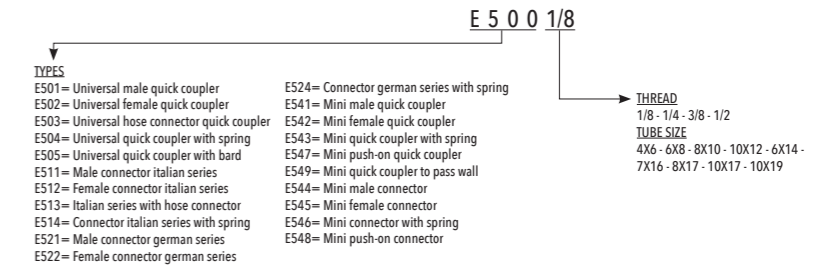 E 5 0 0 1/8
TYPES
E501= Universal male quick coupler
E502= Universal female quick coupler
E503= Universal hose connector quick coupler
E504= Universal quick coupler with spring
E505= Universal quick coupler with bard
E511= Male connector italian series
E512= Female connector italian series
E513= Italian series with hose connector
E514= Connector italian series with spring
E521= Male connector german series
E522= Female connector german series
E524= Connector german series with spring
E541= Mini male quick coupler
E542= Mini female quick coupler
E543= Mini quick coupler with spring
E547= Mini push-on quick coupler
E549= Mini quick coupler to pass wall
E544= Mini male connector
E545= Mini female connector
E546= Mini connector with spring
E548= Mini push-on connector
THREAD
1/8 - 1/4 - 3/8 - 1/2
TUBE SIZE
4X6 - 6X8 - 8X10 - 10X12 - 6X14 -
7X16 - 8X17 - 10X17 - 10X19